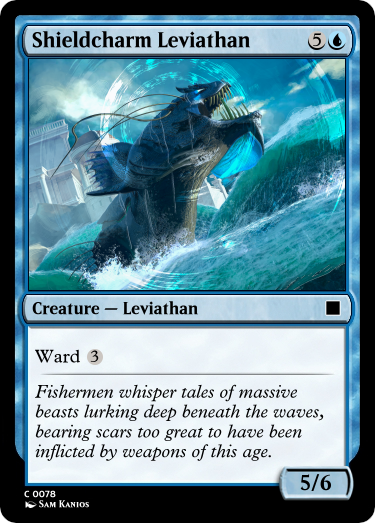 Shieldcharm Leviathan 5
Creature — Leviathan
Ward 3
Fishermen whisper tales of massive
beasts lurking deep beneath the waves,
bearing scars too great to have been
inflicted by weapons of this age.
5/6
C 0078
Sam Kanios